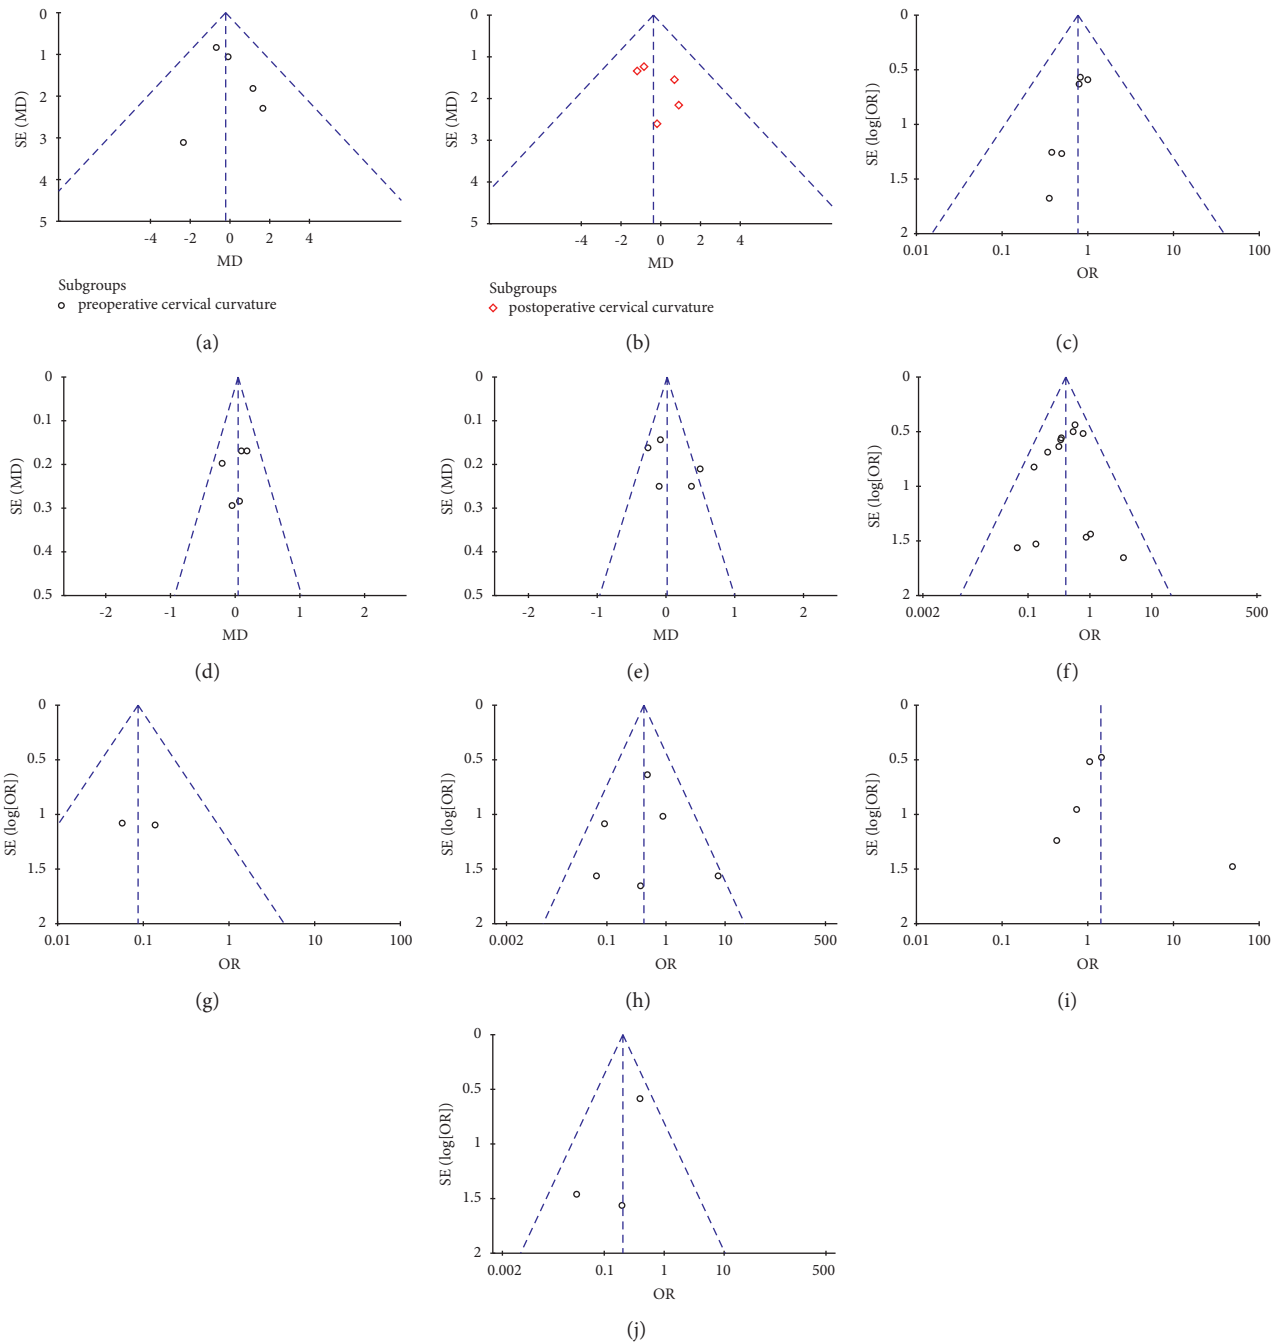 0
1
2
3
4
5
SE (MD)
-4 -2 0 2 4
MD
Subgroups
preoperative cervical curvature
(a)
0
1
2
3
4
5
SE (MD)
-4 -2 0 2 4
MD
Subgroups
postoperative cervical curvature
(b)
0
0.5
1
1.5
2
SE (log[OR])
0.01 0.1 1 10 100
OR
(c)
0
0.1
0.2
0.3
0.4
0.5
SE (MD)
-2 -1 0 1 2
MD
(d)
0
0.1
0.2
0.3
0.4
0.5
SE (MD)
-2 -1 0 1 2
MD
(e)
0
0.5
1
1.5
2
SE (log[OR])
0.002 0.1 1 10 500
OR
(f)
0
0.5
1
1.5
2
SE (log[OR])
0.01 0.1 1 10 100
OR
(g)
0
0.5
1
1.5
2
SE (log[OR])
0.002 0.1 1 10 500
OR
(h)
0
0.5
1
1.5
2
SE (log[OR])
0.01 0.1 1 10 100
OR
(i)
0
0.5
1
1.5
2
SE (log[OR])
0.002 0.1 1 10 500
OR
(j)